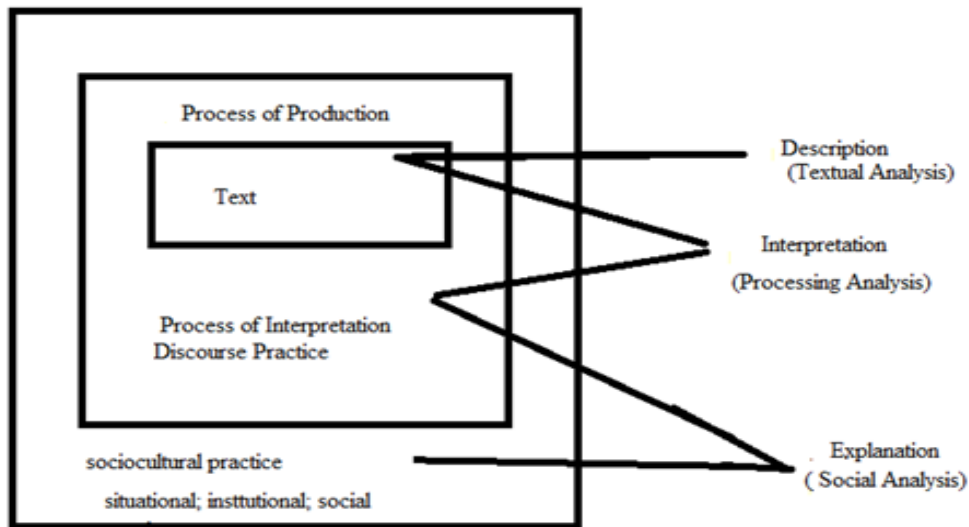 Process of Production
Text
Process of Interpretation
Discourse Practice
sociocultural practice
situational; insttutional; social
Description
(Textual Analysis)
Interpretation
(Processing Analysis)
Explanation
( Social Analysis)